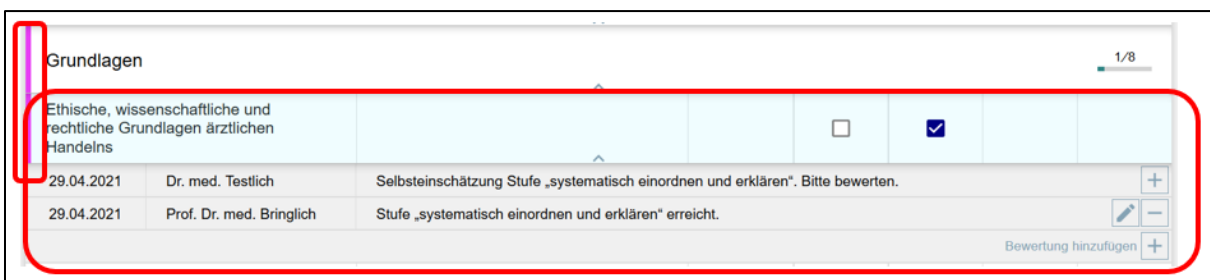 Grundlagen 1/8
Ethische, wissenschaftliche und
rechtliche Grundlagen ärztlichen
Handelns
29.04.2021 Dr. med. Testlich Selbsteinschätzung Stufe „systematisch einordnen und erklären“. Bitte bewerten.
29.04.2021 Prof. Dr. med. Bringlich Stufe „systematisch einordnen und erklären“ erreicht.
Bewertung hinzufügen